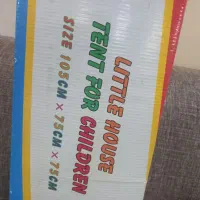 LITTLE HOUSE
TENT FOR CHILDREN
SIZE 105CM × 75CM × 75CM